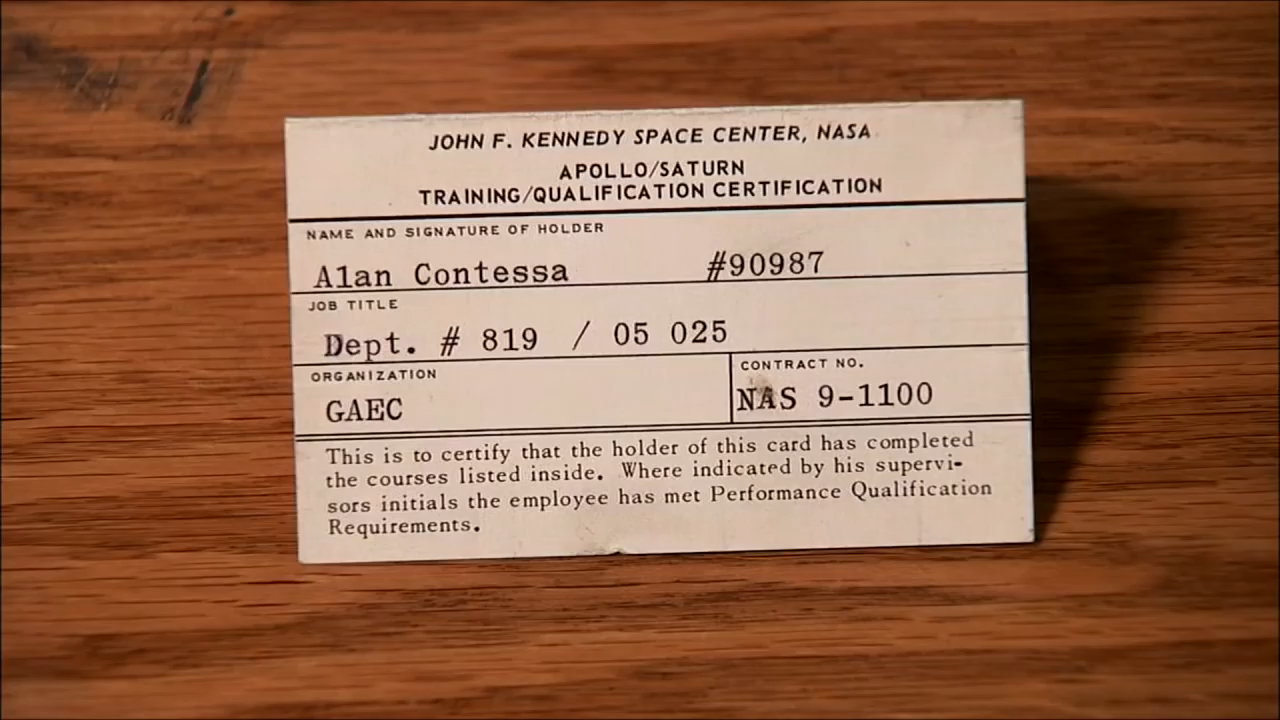 JOHN F. KENNEDY SPACE CENTER, NASA
APOLLO/SATURN
TRAINING/QUALIFICATION CERTIFICATION
NAME AND SIGNATURE OF HOLDER
Alan Contessa #90987
JOB TITLE
Dept. # 819 / 05 025
ORGANIZATION
GAEC
CONTRACT NO.
NAS 9-1100
This is to certify that the holder of this card has completed
the courses listed inside. Where indicated by his supervi-
sors initials the employee has met Performance Qualification
Requirements.